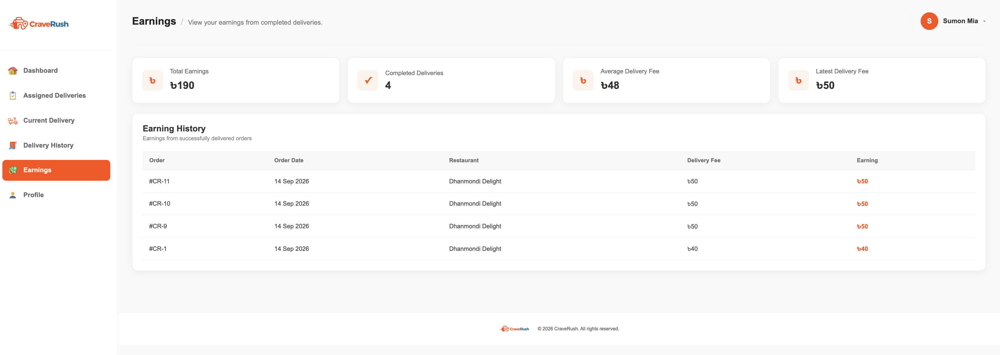 CraveRush
Earnings / View your earnings from completed deliveries.
S Sumon Mia
Dashboard
Assigned Deliveries
Current Delivery
Delivery History
Earnings
Profile
৳ Total Earnings
৳190
Completed Deliveries
4
৳ Average Delivery Fee
৳48
৳ Latest Delivery Fee
৳50
Earning History
Earnings from successfully delivered orders
Order Order Date Restaurant Delivery Fee Earning
#CR-11 14 Sep 2026 Dhanmondi Delight ৳50 ৳50
#CR-10 14 Sep 2026 Dhanmondi Delight ৳50 ৳50
#CR-9 14 Sep 2026 Dhanmondi Delight ৳50 ৳50
#CR-1 14 Sep 2026 Dhanmondi Delight ৳40 ৳40
CraveRush © 2026 CraveRush. All rights reserved.